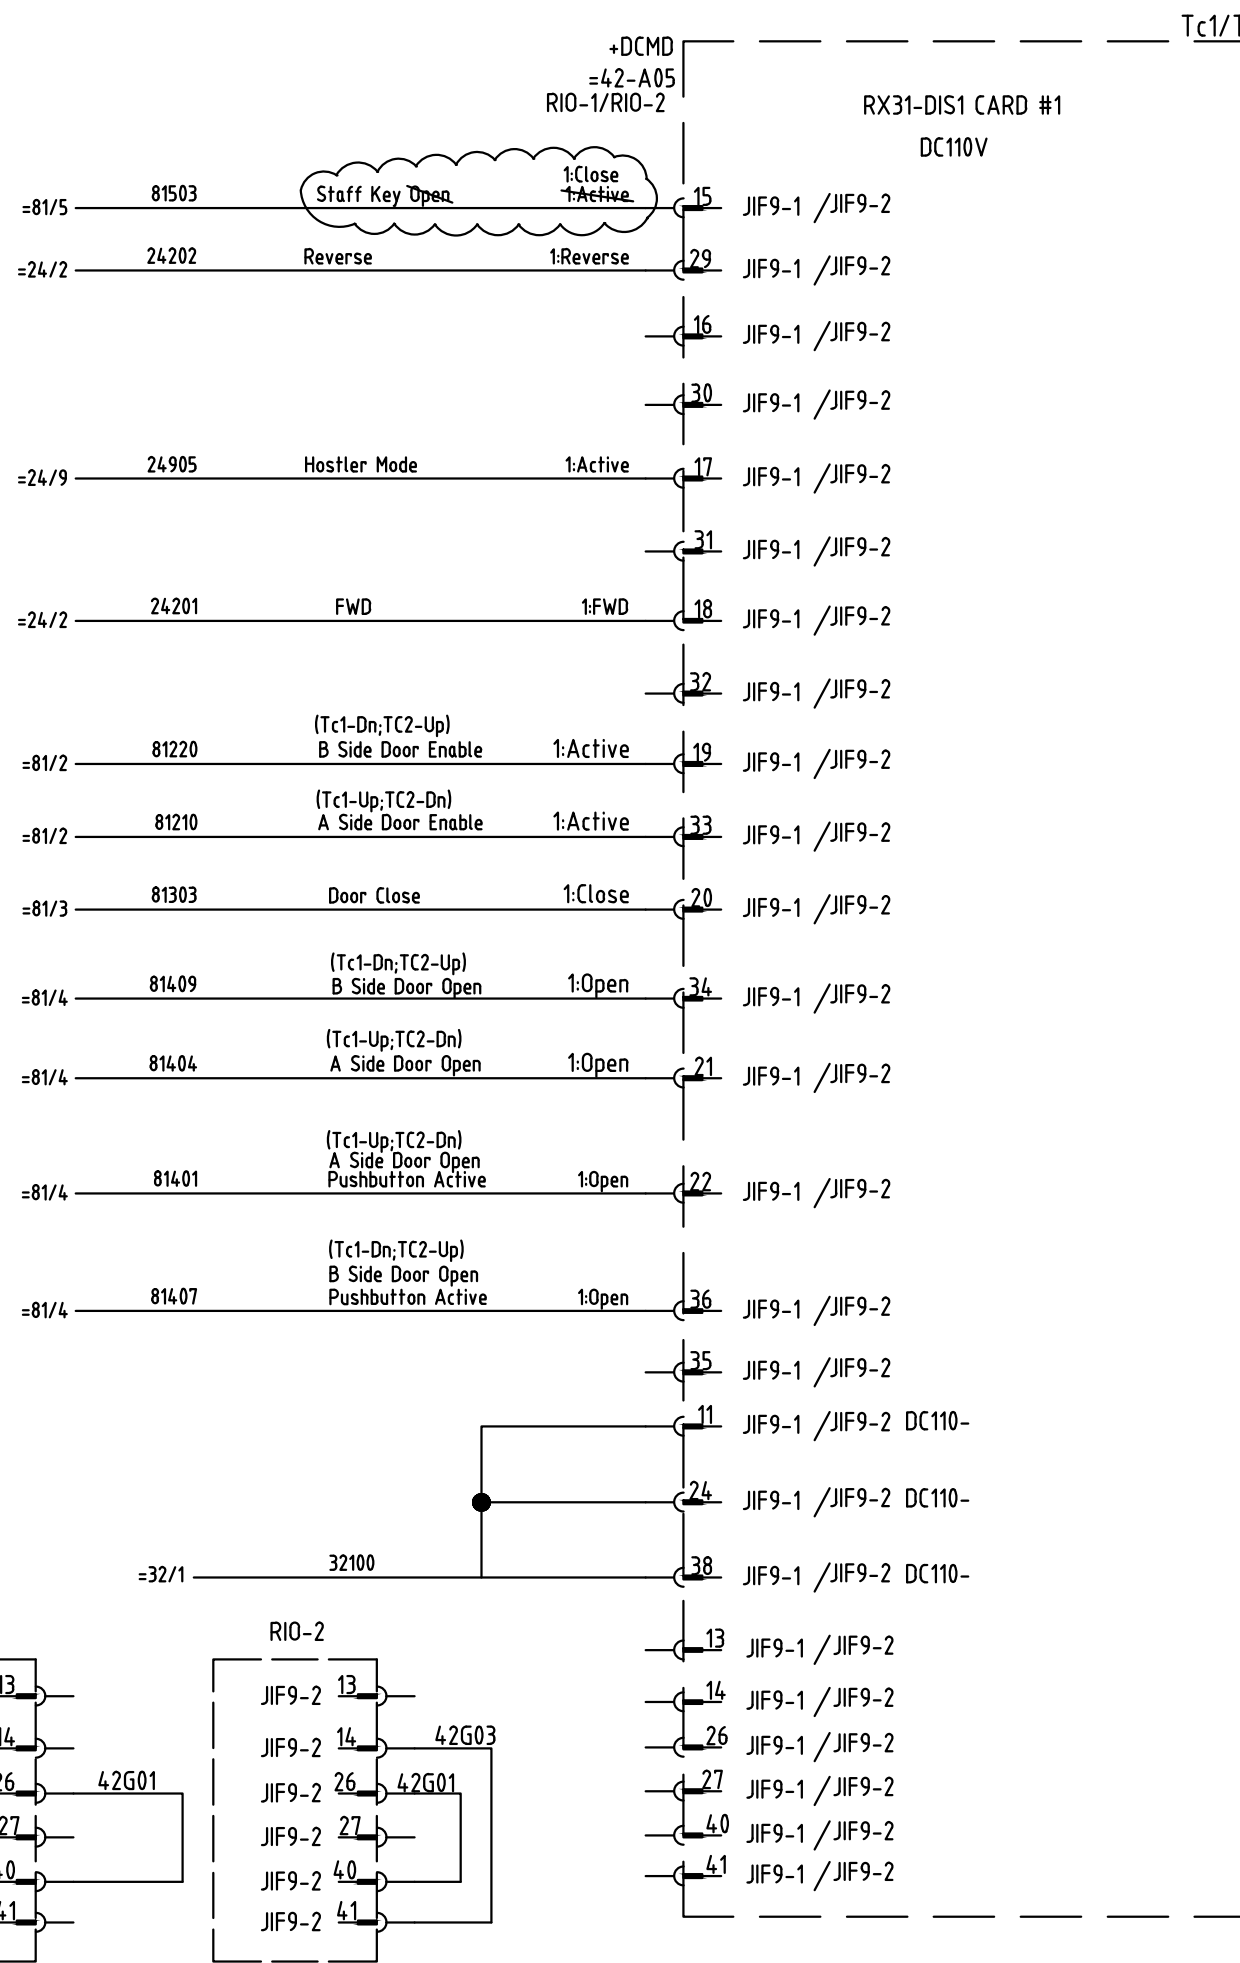 Tc1/T
+DCMD
=42-A05
RIO-1/RIO-2
RX31-DIS1 CARD #1
DC110V
1:Close
=81/5 81503 Staff Key Open 1:Active 15 JIF9-1 /JIF9-2
=24/2 24202 Reverse 1:Reverse 29 JIF9-1 /JIF9-2
16 JIF9-1 /JIF9-2
30 JIF9-1 /JIF9-2
=24/9 24905 Hostler Mode 1:Active 17 JIF9-1 /JIF9-2
31 JIF9-1 /JIF9-2
=24/2 24201 FWD 1:FWD 18 JIF9-1 /JIF9-2
32 JIF9-1 /JIF9-2
(Tc1-Dn;TC2-Up)
=81/2 81220 B Side Door Enable 1:Active 19 JIF9-1 /JIF9-2
(Tc1-Up;TC2-Dn)
=81/2 81210 A Side Door Enable 1:Active 33 JIF9-1 /JIF9-2
=81/3 81303 Door Close 1:Close 20 JIF9-1 /JIF9-2
(Tc1-Dn;TC2-Up)
=81/4 81409 B Side Door Open 1:Open 34 JIF9-1 /JIF9-2
(Tc1-Up;TC2-Dn)
=81/4 81404 A Side Door Open 1:Open 21 JIF9-1 /JIF9-2
(Tc1-Up;TC2-Dn)
A Side Door Open
=81/4 81401 Pushbutton Active 1:Open 22 JIF9-1 /JIF9-2
(Tc1-Dn;TC2-Up)
B Side Door Open
=81/4 81407 Pushbutton Active 1:Open 36 JIF9-1 /JIF9-2
35 JIF9-1 /JIF9-2
11 JIF9-1 /JIF9-2 DC110-
24 JIF9-1 /JIF9-2 DC110-
=32/1 32100 38 JIF9-1 /JIF9-2 DC110-
13 JIF9-1 /JIF9-2
14 JIF9-1 /JIF9-2
26 JIF9-1 /JIF9-2
27 JIF9-1 /JIF9-2
40 JIF9-1 /JIF9-2
41 JIF9-1 /JIF9-2
RIO-2
13 JIF9-2 13
14 JIF9-2 14 42G03
26 42G01 JIF9-2 26 42G01
27 JIF9-2 27
40 JIF9-2 40
41 JIF9-2 41